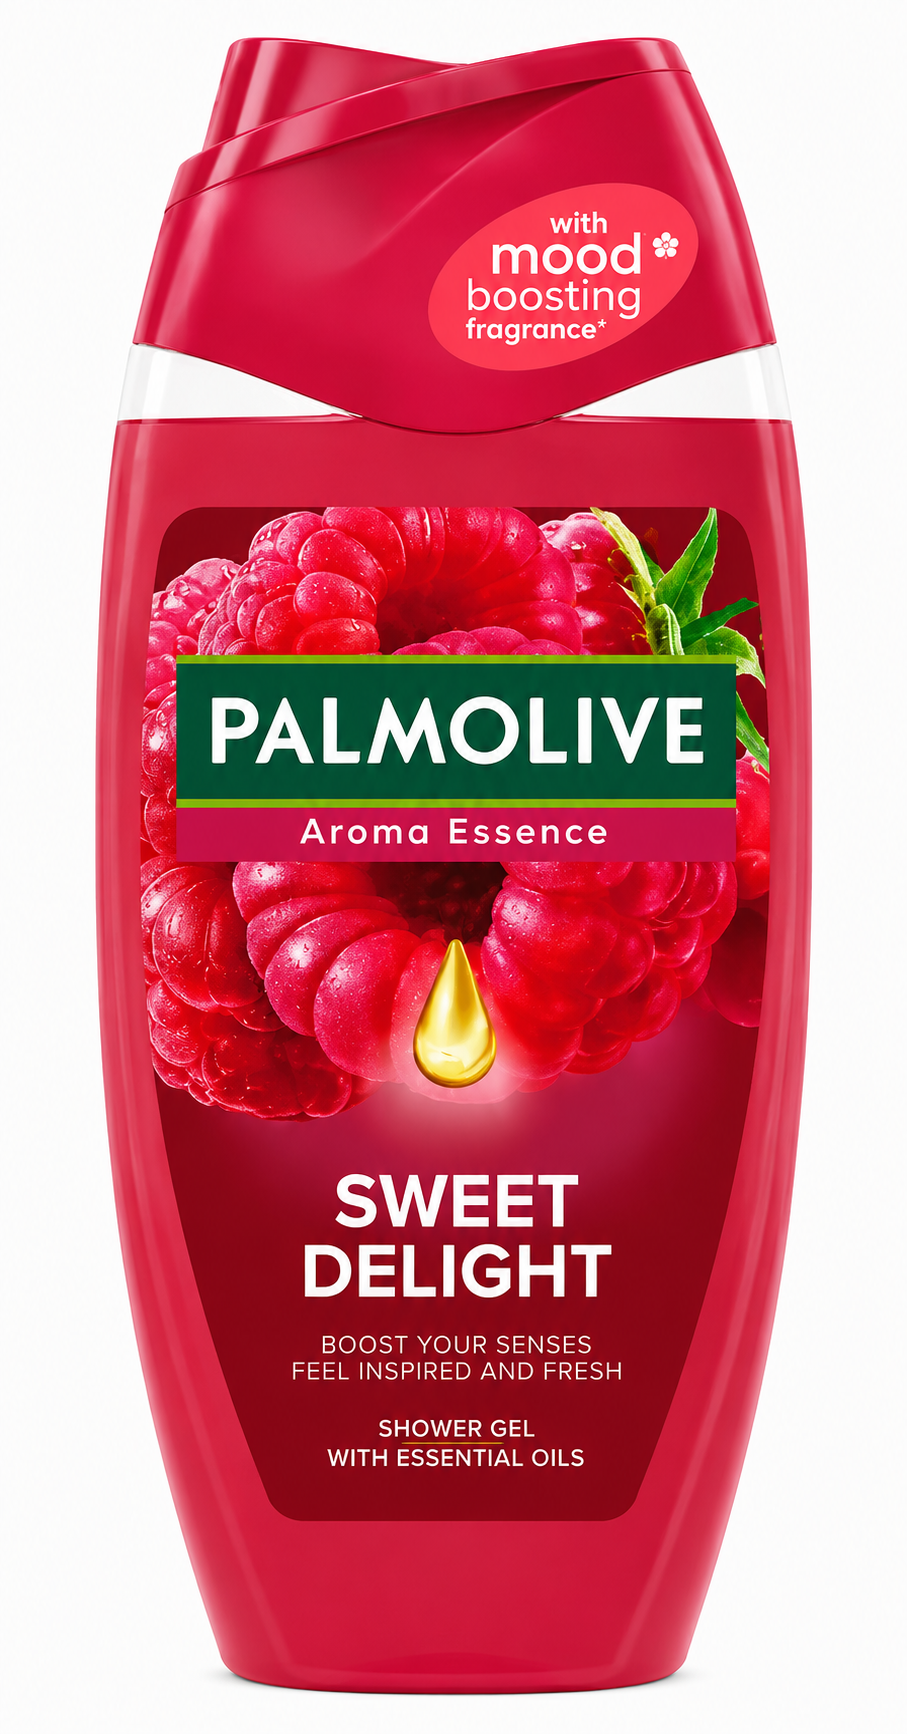 with
mood
boosting
fragrance*
PALMOLIVE
Aroma Essence
SWEET
DELIGHT
BOOST YOUR SENSES
FEEL INSPIRED AND FRESH
SHOWER GEL
WITH ESSENTIAL OILS